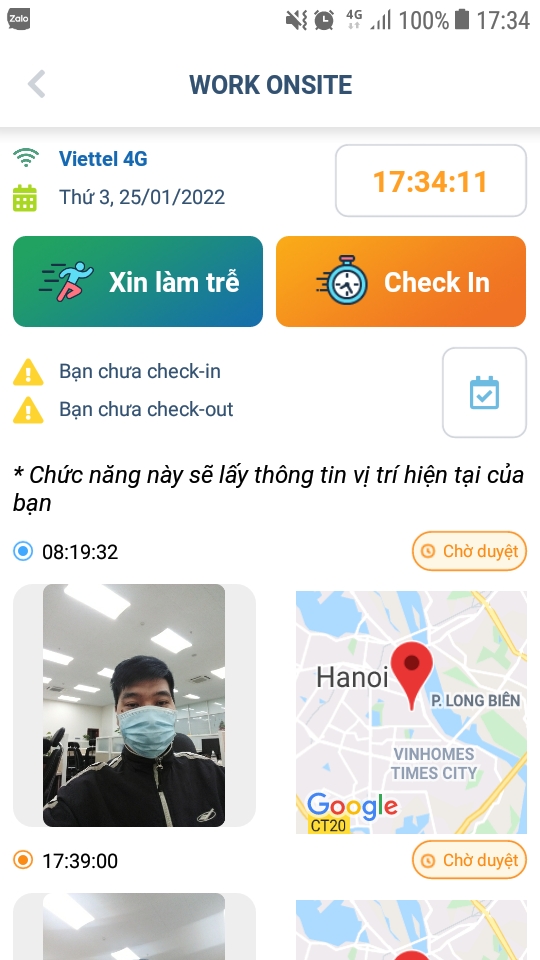 Zalo
4G 100% 17:34
WORK ONSITE
Viettel 4G
17:34:11
Thứ 3, 25/01/2022
Xin làm trễ
Check In
Bạn chưa check-in
Bạn chưa check-out
* Chức năng này sẽ lấy thông tin vị trí hiện tại của
bạn
08:19:32
Chờ duyệt
Hanoi
P. LONG BIÊN
VINHOMES
TIMES CITY
Google
CT20
17:39:00
Chờ duyệt